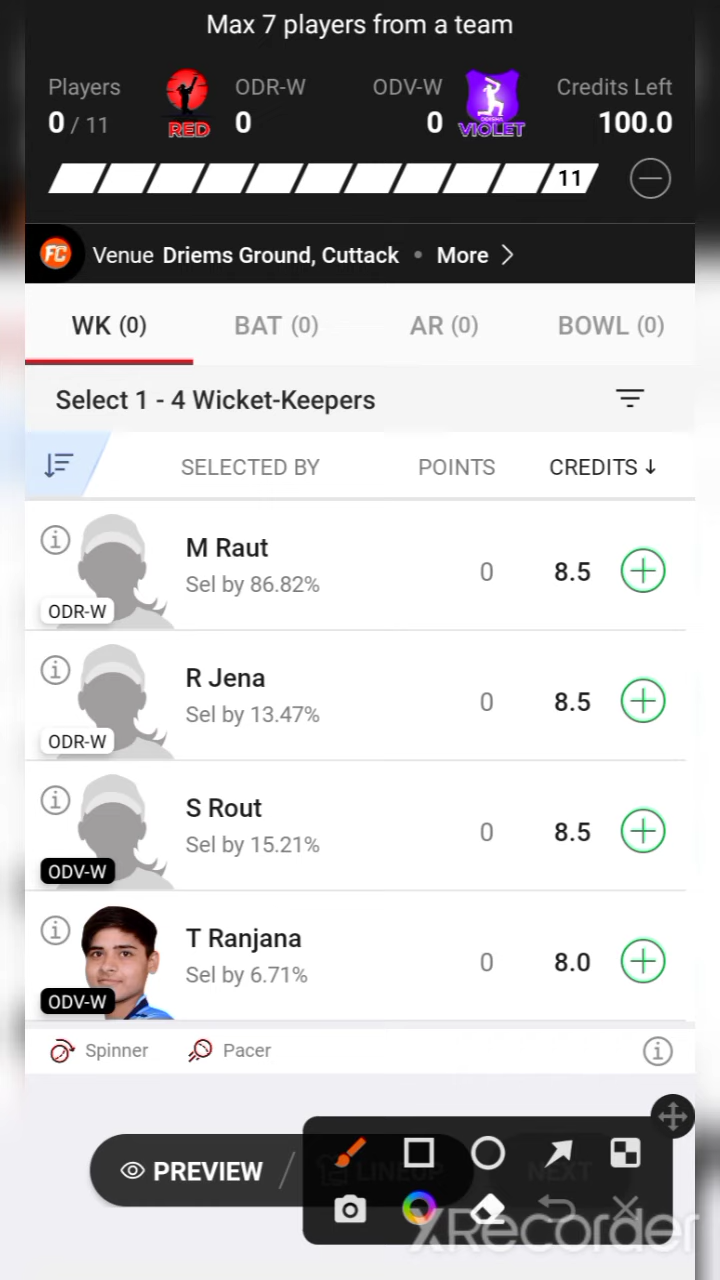 Max 7 players from a team
Players ODR-W ODV-W Credits Left
0 / 11 RED 0 0 VIOLET 100.0
11
FC Venue Driems Ground, Cuttack • More >
WK (0) BAT (0) AR (0) BOWL (0)
Select 1 - 4 Wicket-Keepers
SELECTED BY POINTS CREDITS ↓
M Raut
Sel by 86.82% 0 8.5
ODR-W
R Jena
Sel by 13.47% 0 8.5
ODR-W
S Rout
Sel by 15.21% 0 8.5
ODV-W
T Ranjana
Sel by 6.71% 0 8.0
ODV-W
Spinner Pacer
PREVIEW / LINEUP NEXT
XRecorder